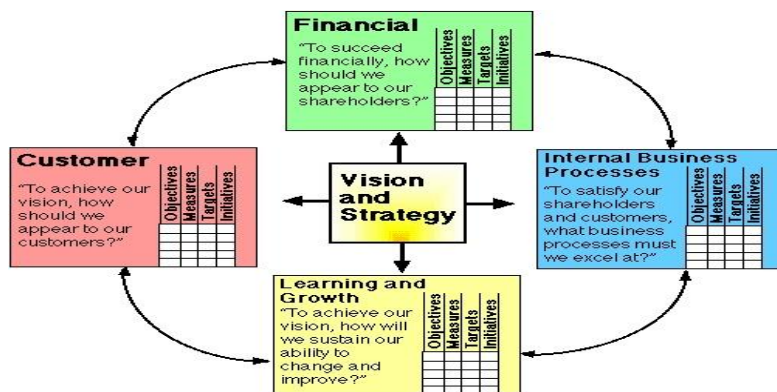 Financial
“To succeed
financially, how
should we
appear to our
shareholders?”
Objectives
Measures
Targets
Initiatives
Customer
“To achieve our
vision, how
should we
appear to our
customers?”
Objectives
Measures
Targets
Initiatives
Vision
and
Strategy
Internal Business
Processes
“To satisfy our
shareholders
and customers,
what business
processes must
we excel at?”
Objectives
Measures
Targets
Initiatives
Learning and
Growth
“To achieve our
vision, how will
we sustain our
ability to
change and
improve?”
Objectives
Measures
Targets
Initiatives